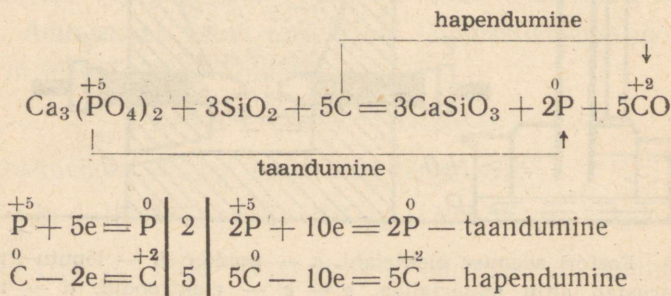 hapendumine
+5 0 +2
Ca₃(PO₄)₂ + 3SiO₂ + 5C = 3CaSiO₃ + 2P + 5CO
taandumine
+5 0 +5 0
P + 5e = P | 2 | 2P + 10e = 2P — taandumine
0 +2 0 +2
C — 2e = C | 5 | 5C — 10e = 5C — hapendumine